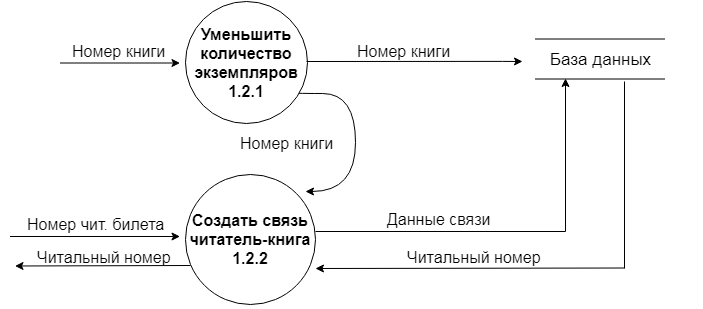 Уменьшить
количество
экземпляров
1.2.1
Номер книги
Номер книги
База данных
Номер книги
Создать связь
читатель-книга
1.2.2
Номер чит. билета
Данные связи
Читальный номер
Читальный номер